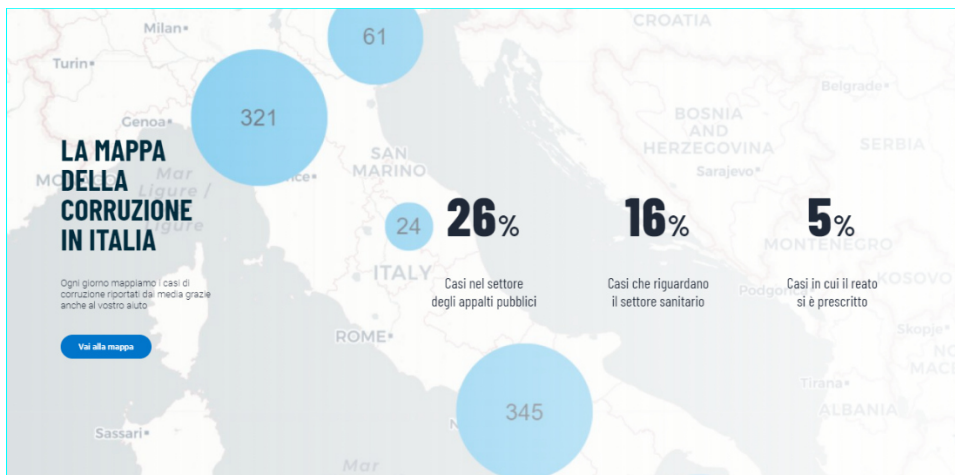 CROATIA
Milan
61
Turin
Belgrade
321
Genoa
BOSNIA
AND
HERZEGOVINA
SERBIA
LA MAPPA
DELLA
CORRUZIONE
IN ITALIA
SAN
MARINO
Mar
Ligure /
Ligure
Sarajevo
24
26%
16%
5%
MONTENEGRO
ITALY
KOSOVO
Ogni giorno mappiamo i casi di
corruzione riportati dai media grazie
anche al vostro aiuto
Casi nel settore
degli appalti pubblici
Casi che riguardano
il settore sanitario
Casi in cui il reato
si è prescritto
Skopje
ROME
Vai alla mappa
Tirana
345
ALBANIA
Sassari
Mar